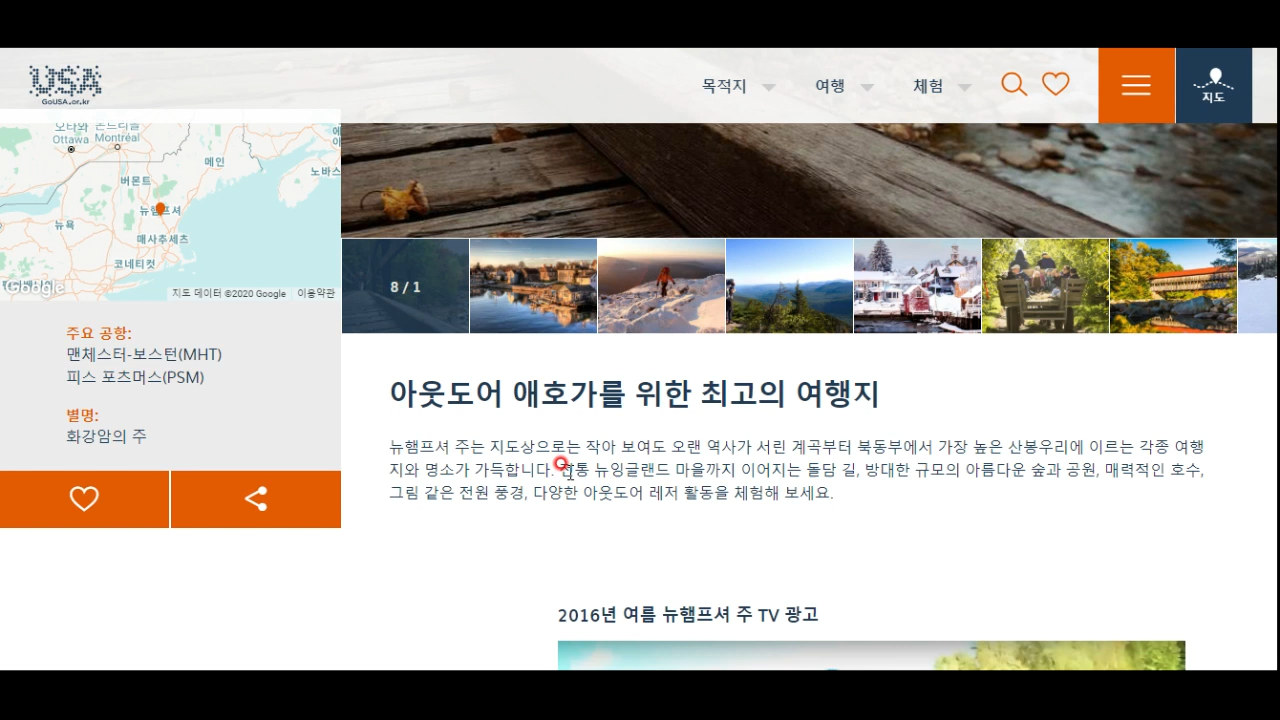 USA
GoUSA.or.kr
목적지
여행
체험
지도
오타와 몬트리올
Ottawa Montréal
메인
버몬트
노바스
뉴햄프셔
뉴욕
매사추세츠
코네티컷
Google
지도 데이터 ©2020 Google 이용약관
8 / 1
주요 공항:
맨체스터-보스턴(MHT)
피스 포츠머스(PSM)
별명:
화강암의 주
아웃도어 애호가를 위한 최고의 여행지
뉴햄프셔 주는 지도상으로는 작아 보여도 오랜 역사가 서린 계곡부터 북동부에서 가장 높은 산봉우리에 이르는 각종 여행
지와 명소가 가득합니다. 전통 뉴잉글랜드 마을까지 이어지는 돌담 길, 방대한 규모의 아름다운 숲과 공원, 매력적인 호수,
그림 같은 전원 풍경, 다양한 아웃도어 레저 활동을 체험해 보세요.
2016년 여름 뉴햄프셔 주 TV 광고